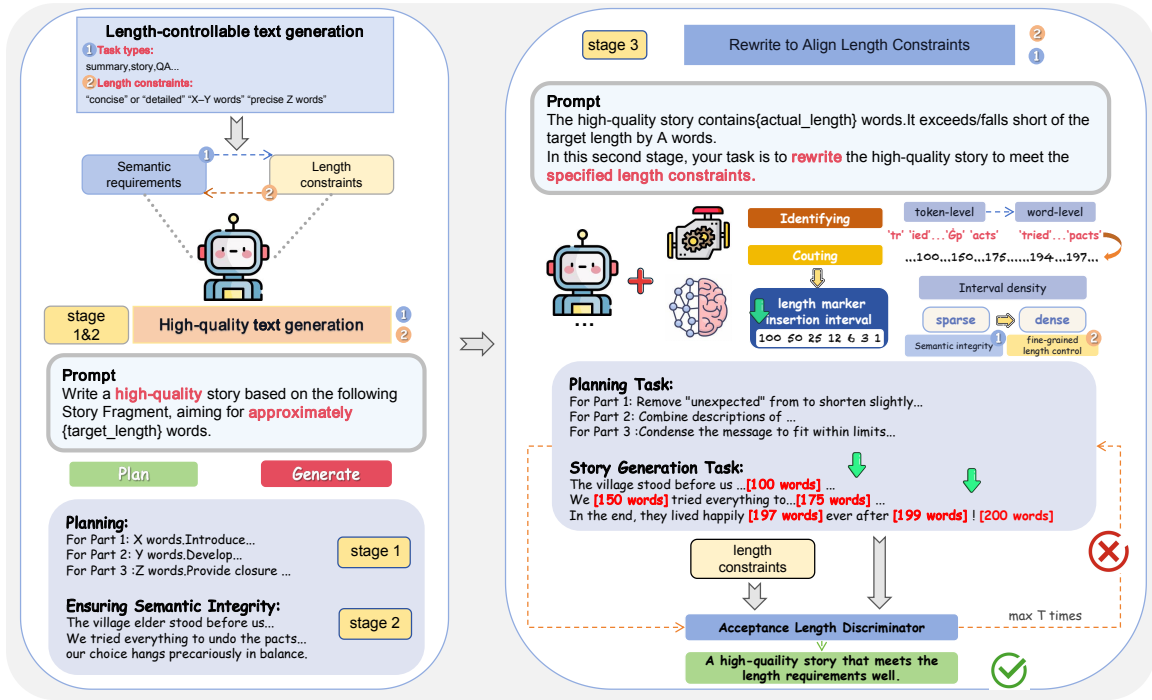 Length-controllable text generation
1 Task types:
summary,story,QA...
2 Length constraints:
“concise” or “detailed” “X–Y words” “precise Z words”
Semantic
requirements
1
Length
constraints
2
stage
1&2
High-quality text generation
1
2
Prompt
Write a high-quality story based on the following
Story Fragment, aiming for approximately
{target_length} words.
Plan
Generate
Planning:
For Part 1: X words.Introduce...
For Part 2: Y words.Develop...
For Part 3 :Z words.Provide closure ...
stage 1
Ensuring Semantic Integrity:
The village elder stood before us...
We tried everything to undo the pacts...
our choice hangs precariously in balance.
stage 2
stage 3
Rewrite to Align Length Constraints
2
1
Prompt
The high-quality story contains{actual_length} words.It exceeds/falls short of the
target length by A words.
In this second stage, your task is to rewrite the high-quality story to meet the
specified length constraints.
...
Identifying
Couting
length marker
insertion interval
100 50 25 12 6 3 1
token-level
word-level
'tr' 'ied'...'Gp' 'acts'
'tried'...'pacts'
...100...150...175......194...197...
Interval density
sparse
dense
Semantic integrity
1
fine-grained
length control
2
Planning Task:
For Part 1: Remove "unexpected" from to shorten slightly...
For Part 2: Combine descriptions of ...
For Part 3 :Condense the message to fit within limits...
Story Generation Task:
The village stood before us ...[100 words] ...
We [150 words] tried everything to...[175 words] ...
In the end, they lived happily [197 words] ever after [199 words] ! [200 words]
length
constraints
Acceptance Length Discriminator
max T times
A high-quaility story that meets the
length requirements well.